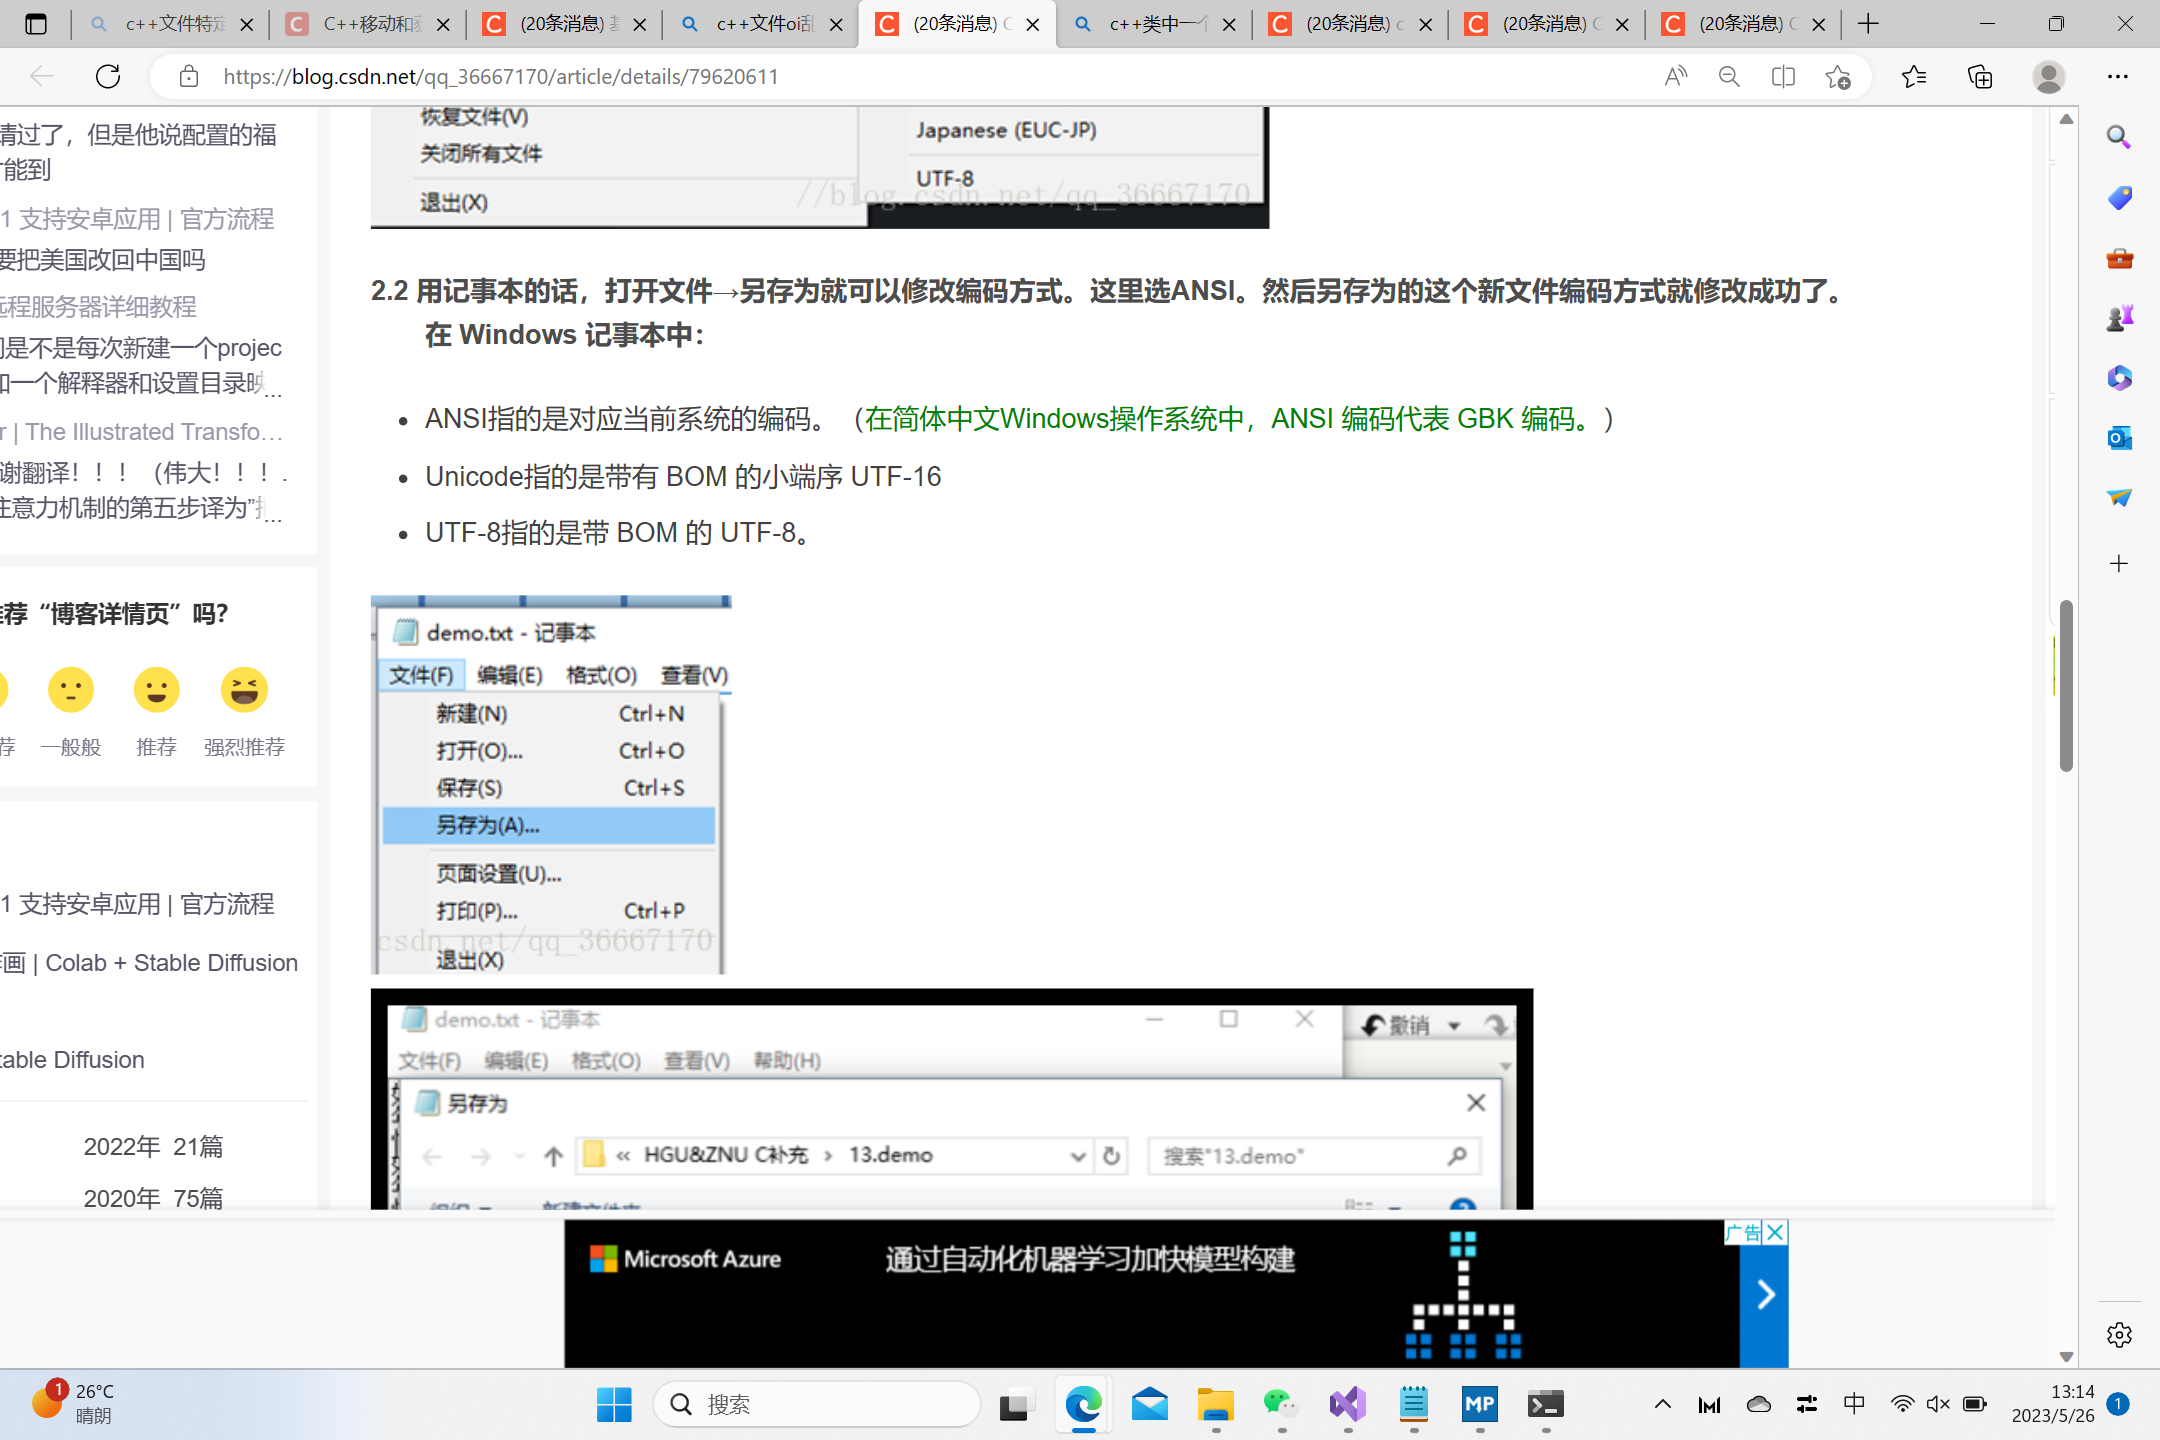 c++文件特定
C++移动和
(20条消息)
c++文件oi乱
(20条消息) C
c++类中一个
(20条消息) c
(20条消息) C
(20条消息) C
https://blog.csdn.net/qq_36667170/article/details/79620611
请过了，但是他说配置的福
能到
1 支持安卓应用 | 官方流程
要把美国改回中国吗
远程服务器详细教程
是不是每次新建一个projec
一个解释器和设置目录映...
r | The Illustrated Transfo...
谢翻译！！！（伟大！！！.
注意力机制的第五步译为”...
荐“博客详情页”吗？
荐
一般般
推荐
强烈推荐
1 支持安卓应用 | 官方流程
画 | Colab + Stable Diffusion
table Diffusion
2022年 21篇
2020年 75篇
恢复文件(V)
关闭所有文件
退出(X)
Japanese (EUC-JP)
UTF-8
//blog.csdn.net/qq_36667170
2.2 用记事本的话，打开文件→另存为就可以修改编码方式。这里选ANSI。然后另存为的这个新文件编码方式就修改成功了。
在 Windows 记事本中：
ANSI指的是对应当前系统的编码。（在简体中文Windows操作系统中，ANSI 编码代表 GBK 编码。）
Unicode指的是带有 BOM 的小端序 UTF-16
UTF-8指的是带 BOM 的 UTF-8。
demo.txt - 记事本
文件(F) 编辑(E) 格式(O) 查看(V)
新建(N) Ctrl+N
打开(O)... Ctrl+O
保存(S) Ctrl+S
另存为(A)...
页面设置(U)...
打印(P)... Ctrl+P
csdn.net/qq_36667170
退出(X)
demo.txt - 记事本
撤销
文件(F) 编辑(E) 格式(O) 查看(V) 帮助(H)
另存为
« HGU&ZNU C补充 › 13.demo
搜索"13.demo"
Microsoft Azure
通过自动化机器学习加快模型构建
广告
1
26°C
晴朗
搜索
MP
中
13:14
2023/5/26
1